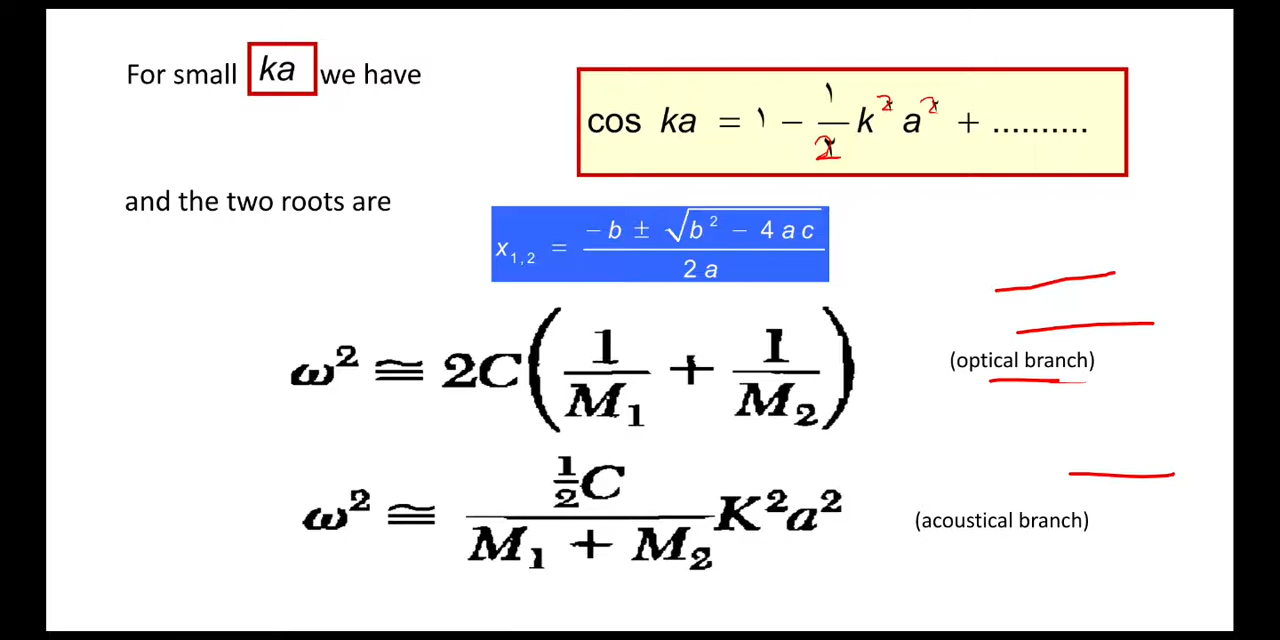 For small ka we have
cos ka = ١ − ١/٢ k² a² + ..........
and the two roots are
x₁,₂ = (−b ± √(b² − 4ac)) / 2a
ω² ≅ 2C(1/M₁ + 1/M₂)
(optical branch)
ω² ≅ ½C/(M₁ + M₂) K²a²
(acoustical branch)